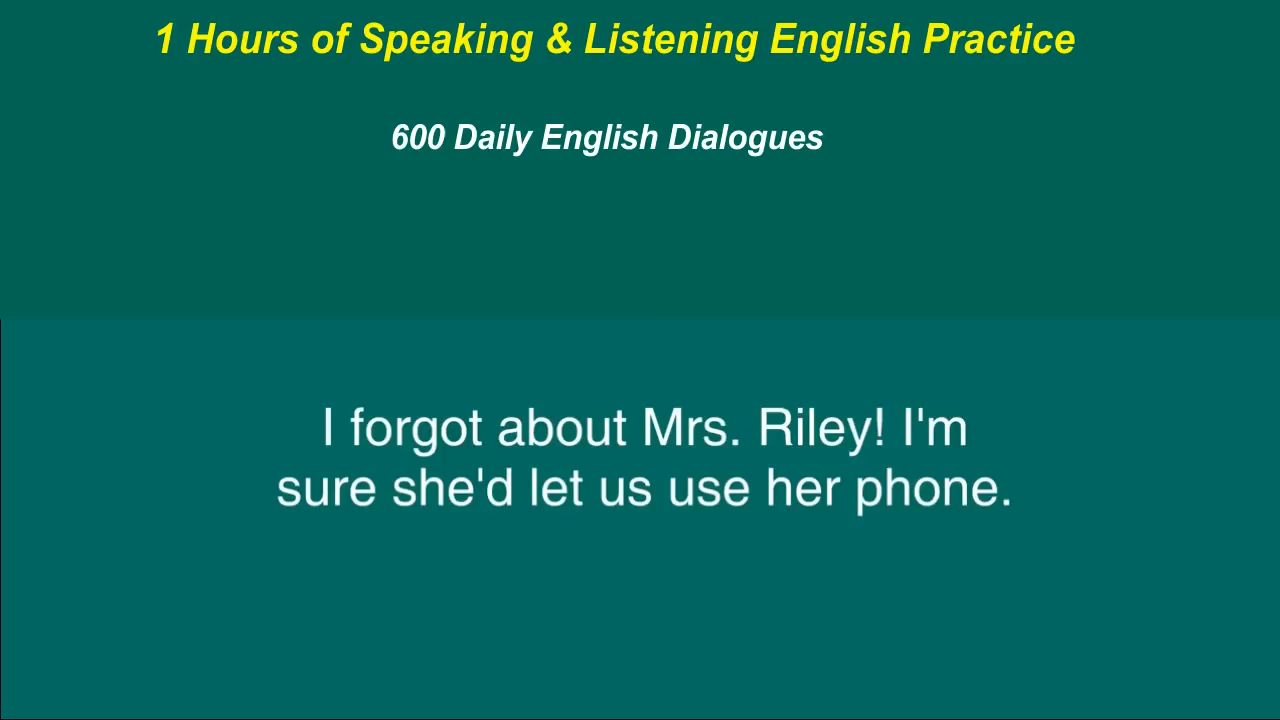 1 Hours of Speaking & Listening English Practice
600 Daily English Dialogues
I forgot about Mrs. Riley! I'm
sure she'd let us use her phone.